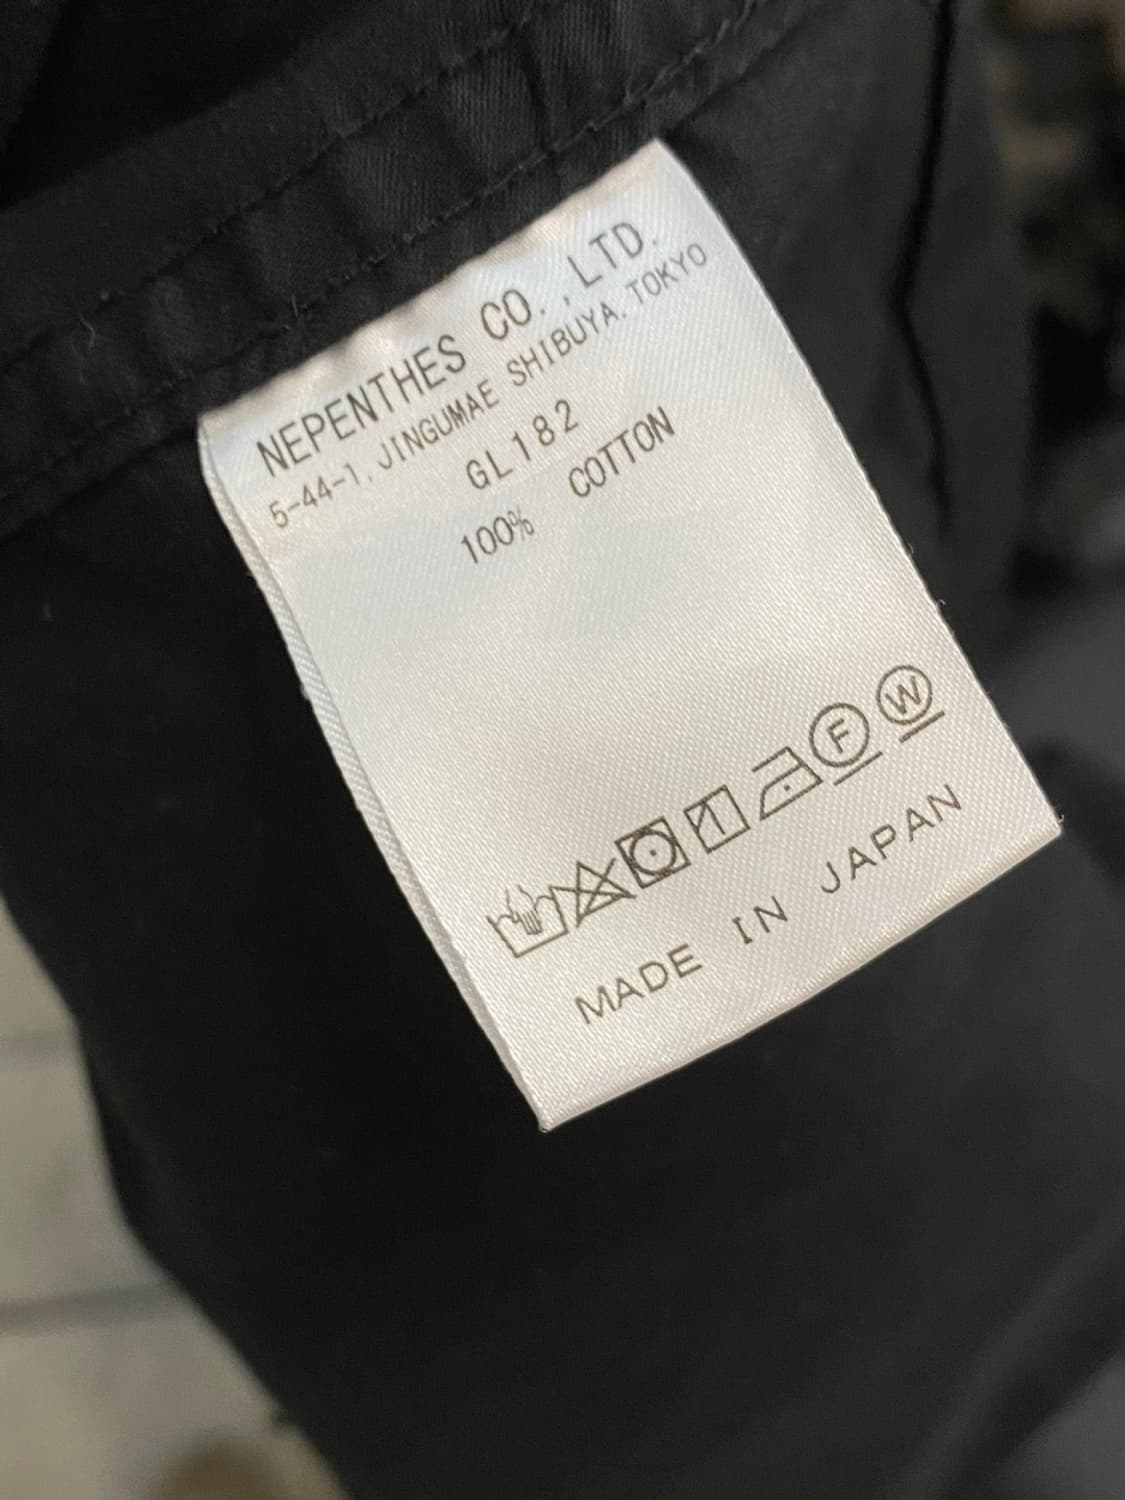 NEPENTHES CO.,LTD.
5-44-1, JINGUMAE SHIBUYA. TOKYO
GL182
100% COTTON
F W
MADE IN JAPAN